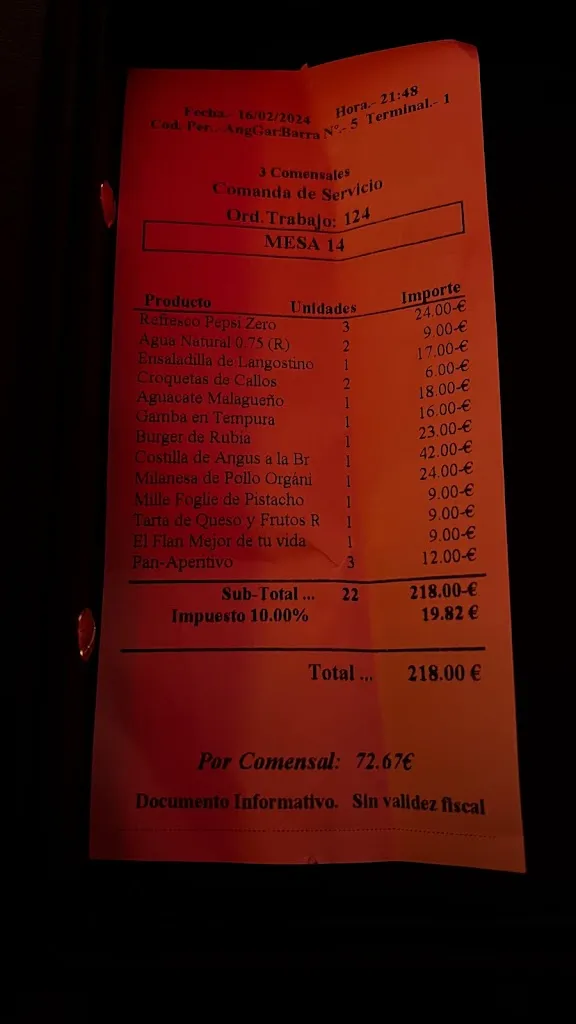 Fecha.- 16/02/2024 Hora.- 21:48
Cod. Per.- AngGar:Barra Nº.- 5 Terminal.- 1
3 Comensales
Comanda de Servicio
Ord.Trabajo: 124
MESA 14
Producto Unidades Importe
Refresco Pepsi Zero 3 24.00-€
Agua Natural 0.75 (R) 2 9.00-€
Ensaladilla de Langostino 1 17.00-€
Croquetas de Callos 2 6.00-€
Aguacate Malagueño 1 18.00-€
Gamba en Tempura 1 16.00-€
Burger de Rubia 1 23.00-€
Costilla de Angus a la Br 1 42.00-€
Milanesa de Pollo Orgáni 1 24.00-€
Mille Foglie de Pistacho 1 9.00-€
Tarta de Queso y Frutos R 1 9.00-€
El Flan Mejor de tu vida 1 9.00-€
Pan-Aperitivo 3 12.00-€
Sub-Total ... 22 218.00-€
Impuesto 10.00% 19.82 €
Total ... 218.00 €
Por Comensal: 72.67€
Documento Informativo. Sin validez fiscal